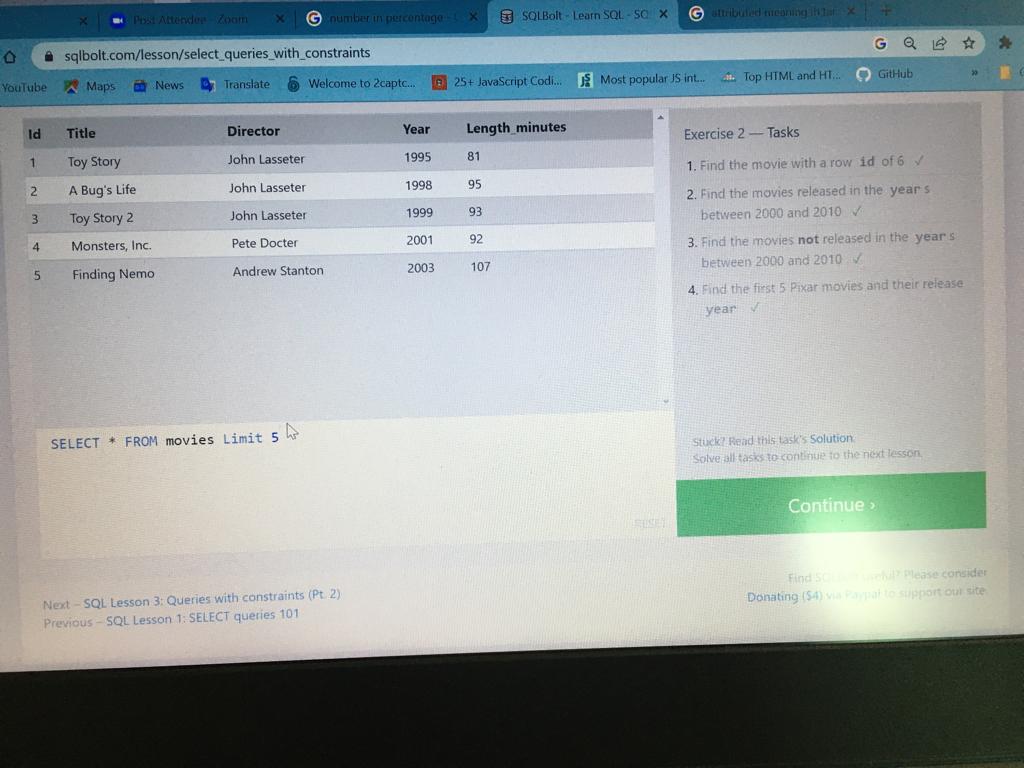 Post Attendee - Zoom
number in percentage -
SQLBolt - Learn SQL - SQ
attributed meaning in tar
sqlbolt.com/lesson/select_queries_with_constraints
YouTube
Maps
News
Translate
Welcome to 2captc...
25+ JavaScript Codi...
Most popular JS int...
Top HTML and HT...
GitHub
»
Id Title Director Year Length_minutes
1 Toy Story John Lasseter 1995 81
2 A Bug's Life John Lasseter 1998 95
3 Toy Story 2 John Lasseter 1999 93
4 Monsters, Inc. Pete Docter 2001 92
5 Finding Nemo Andrew Stanton 2003 107
SELECT * FROM movies Limit 5
RESET
Exercise 2 — Tasks
1. Find the movie with a row id of 6 ✓
2. Find the movies released in the year s
between 2000 and 2010 ✓
3. Find the movies not released in the year s
between 2000 and 2010 ✓
4. Find the first 5 Pixar movies and their release
year ✓
Stuck? Read this task's Solution.
Solve all tasks to continue to the next lesson.
Continue ›
Next – SQL Lesson 3: Queries with constraints (Pt. 2)
Previous – SQL Lesson 1: SELECT queries 101
Find SQLBolt useful? Please consider
Donating ($4) via Paypal to support our site.